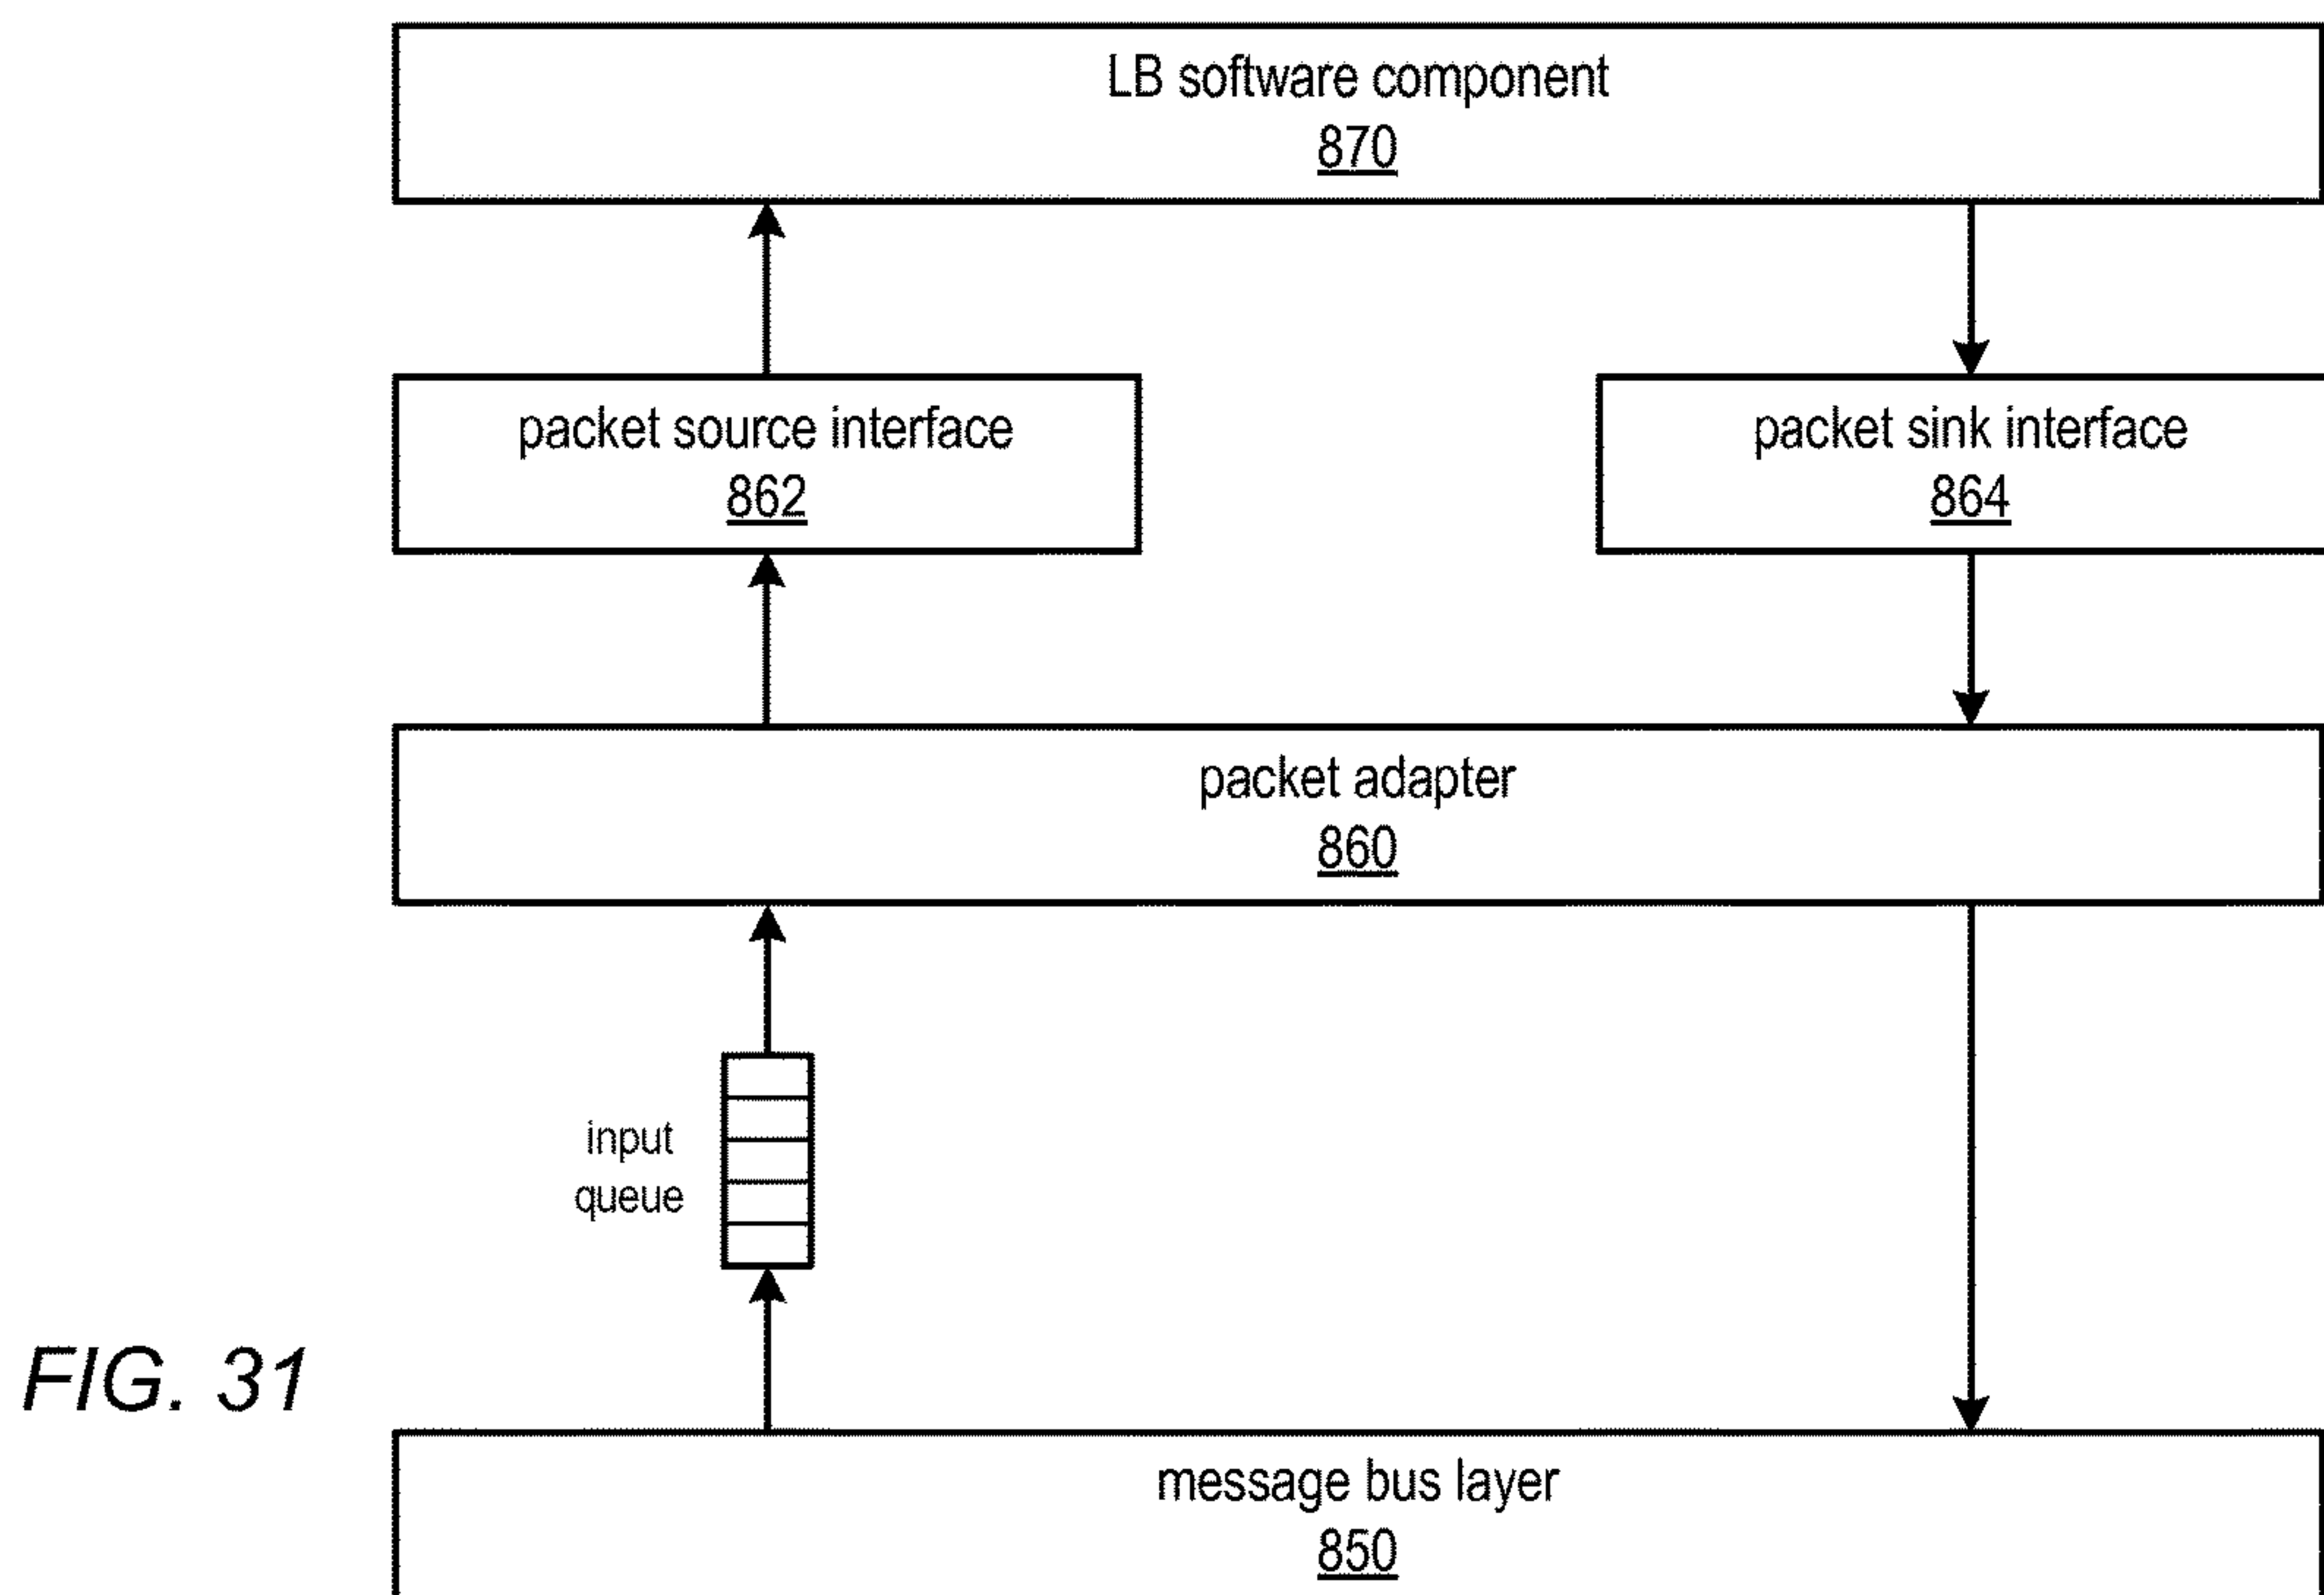 LB software component
870
packet source interface
862
packet sink interface
864
packet adapter
860
input
queue
FIG. 31
message bus layer
850